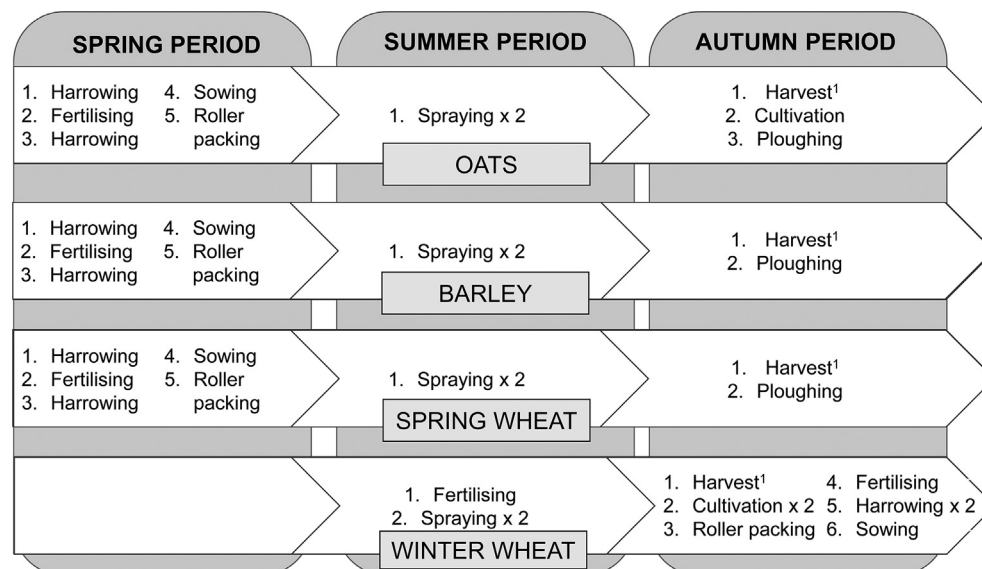 SPRING PERIOD
SUMMER PERIOD
AUTUMN PERIOD
1. Harrowing
2. Fertilising
3. Harrowing
4. Sowing
5. Roller
packing
1. Spraying x 2
1. Harvest¹
2. Cultivation
3. Ploughing
OATS
1. Harrowing
2. Fertilising
3. Harrowing
4. Sowing
5. Roller
packing
1. Spraying x 2
1. Harvest¹
2. Ploughing
BARLEY
1. Harrowing
2. Fertilising
3. Harrowing
4. Sowing
5. Roller
packing
1. Spraying x 2
1. Harvest¹
2. Ploughing
SPRING WHEAT
1. Fertilising
2. Spraying x 2
1. Harvest¹
2. Cultivation x 2
3. Roller packing
4. Fertilising
5. Harrowing x 2
6. Sowing
WINTER WHEAT